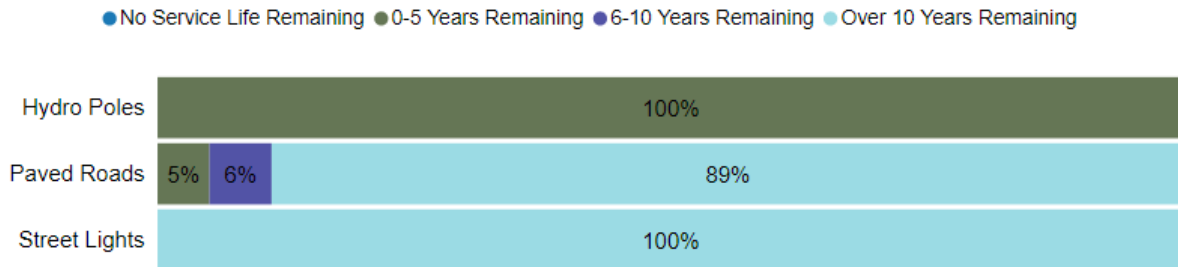 No Service Life Remaining 0-5 Years Remaining 6-10 Years Remaining Over 10 Years Remaining
Hydro Poles 100%
Paved Roads 5% 6% 89%
Street Lights 100%